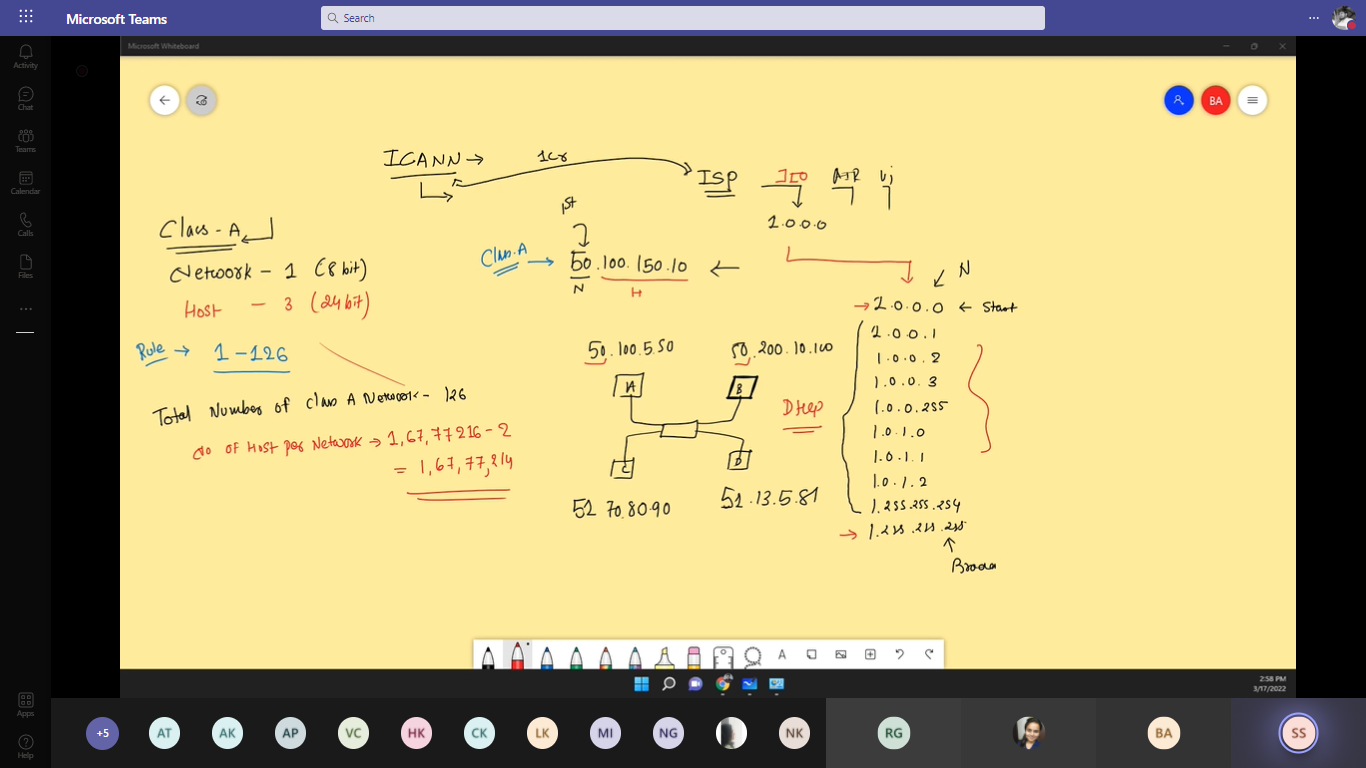 Microsoft Teams
Search
Microsoft Whiteboard
Activity
Chat
Teams
Calendar
Calls
Files
Apps
Help
BA
ICANN →
1Cr
ISP
JIO
AIR
Vi
1.0.0.0
Class-A
Network - 1 (8 bit)
Host - 3 (24 bit)
Rule → 1-126
Total Number of Class A Network - 126
No of Host per Network → 1,67,77216-2
= 1,67,77,214
1st
Class.A → 50.100.150.10 ←
N
H
50.100.5.50
50.200.10.100
A
B
C
D
51 70.80.90
51.13.5.81
DHCP
N
→ 1.0.0.0 ← Start
1.0.0.1
1.0.0.2
1.0.0.3
1.0.0.255
1.0.1.0
1.0.1.1
1.0.1.2
1.255.255.254
→ 1.255.255.255
2:58 PM
3/17/2022
+5
AT
AK
AP
VC
HK
CK
LK
MI
NG
NK
RG
BA
SS